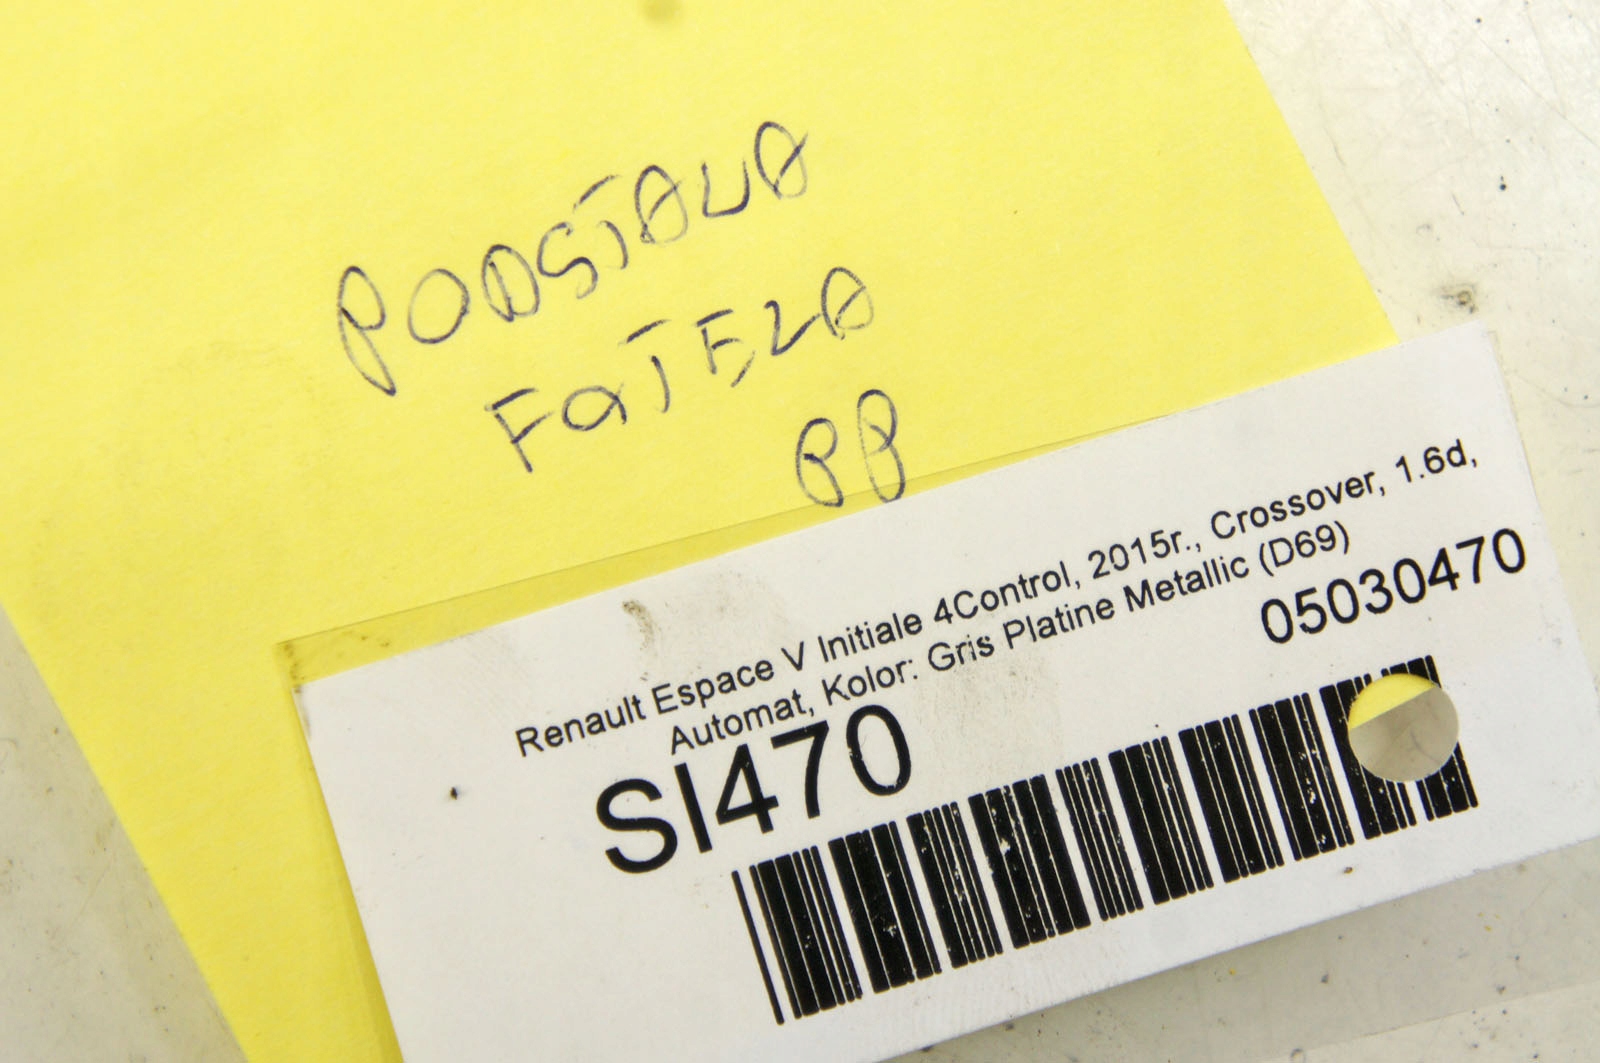 PODSTAWA
FOTELA
PP
Renault Espace V Initiale 4Control, 2015r., Crossover, 1.6d,
Automat, Kolor: Gris Platine Metallic (D69)
05030470
SI470